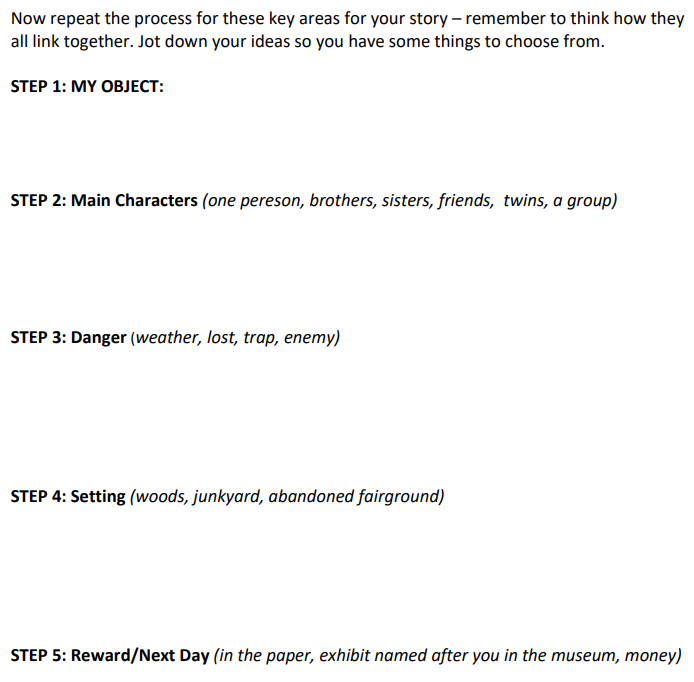 Now repeat the process for these key areas for your story – remember to think how they
all link together. Jot down your ideas so you have some things to choose from.
STEP 1: MY OBJECT:
STEP 2: Main Characters (one pereson, brothers, sisters, friends,  twins, a group)
STEP 3: Danger (weather, lost, trap, enemy)
STEP 4: Setting (woods, junkyard, abandoned fairground)
STEP 5: Reward/Next Day (in the paper, exhibit named after you in the museum, money)